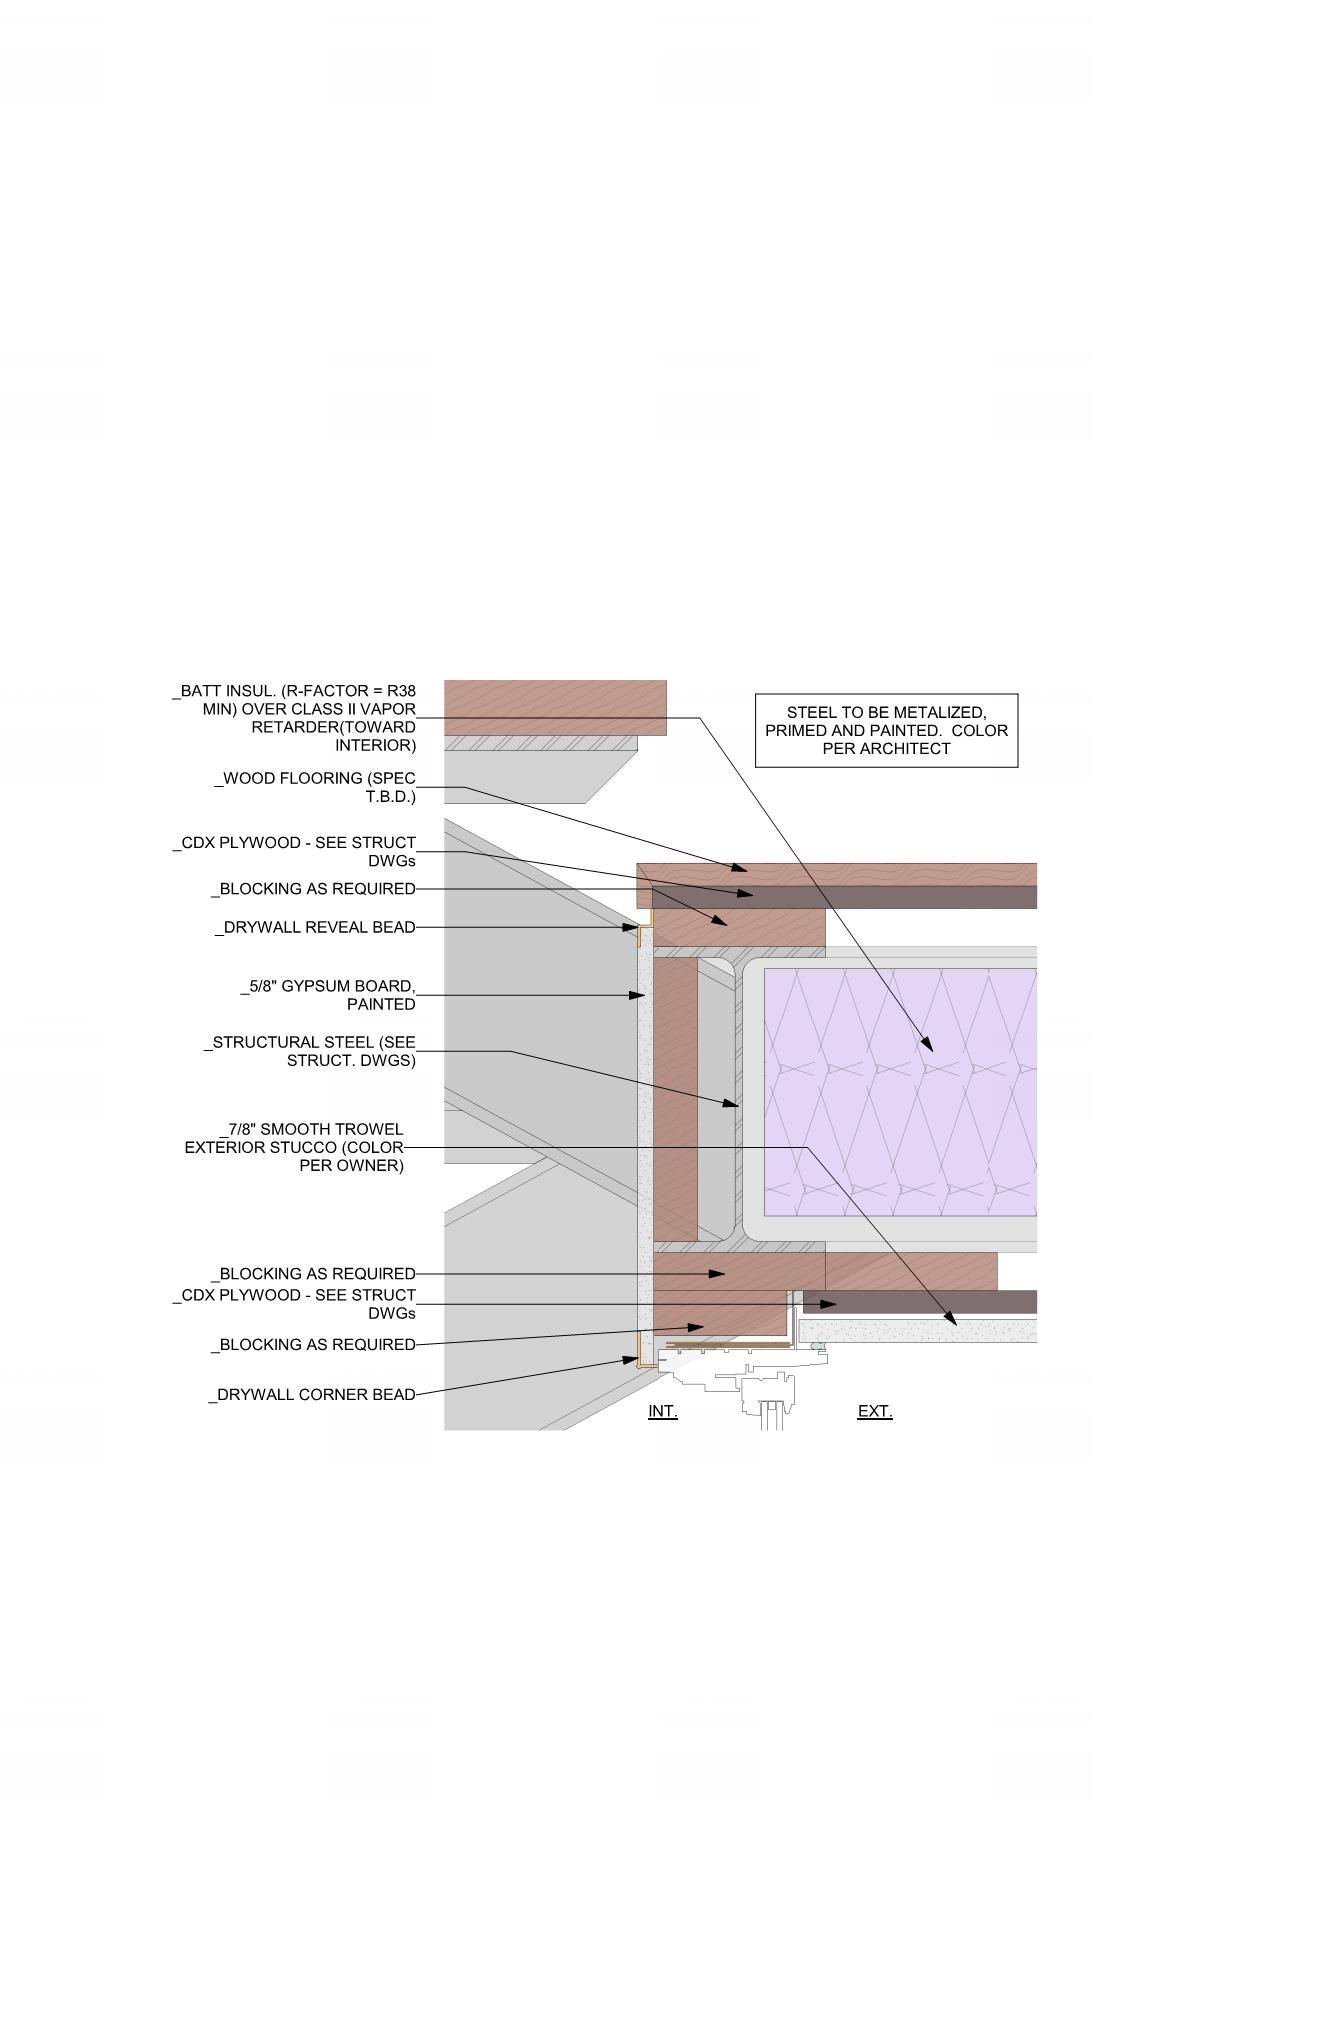 _BATT INSUL. (R-FACTOR = R38
MIN) OVER CLASS II VAPOR
RETARDER(TOWARD
INTERIOR)
STEEL TO BE METALIZED,
PRIMED AND PAINTED.  COLOR
PER ARCHITECT
_WOOD FLOORING (SPEC
T.B.D.)
_CDX PLYWOOD - SEE STRUCT
DWGs
_BLOCKING AS REQUIRED
_DRYWALL REVEAL BEAD
_5/8" GYPSUM BOARD,
PAINTED
_STRUCTURAL STEEL (SEE
STRUCT. DWGS)
_7/8" SMOOTH TROWEL
EXTERIOR STUCCO (COLOR
PER OWNER)
_BLOCKING AS REQUIRED
_CDX PLYWOOD - SEE STRUCT
DWGs
_BLOCKING AS REQUIRED
_DRYWALL CORNER BEAD
INT.
EXT.